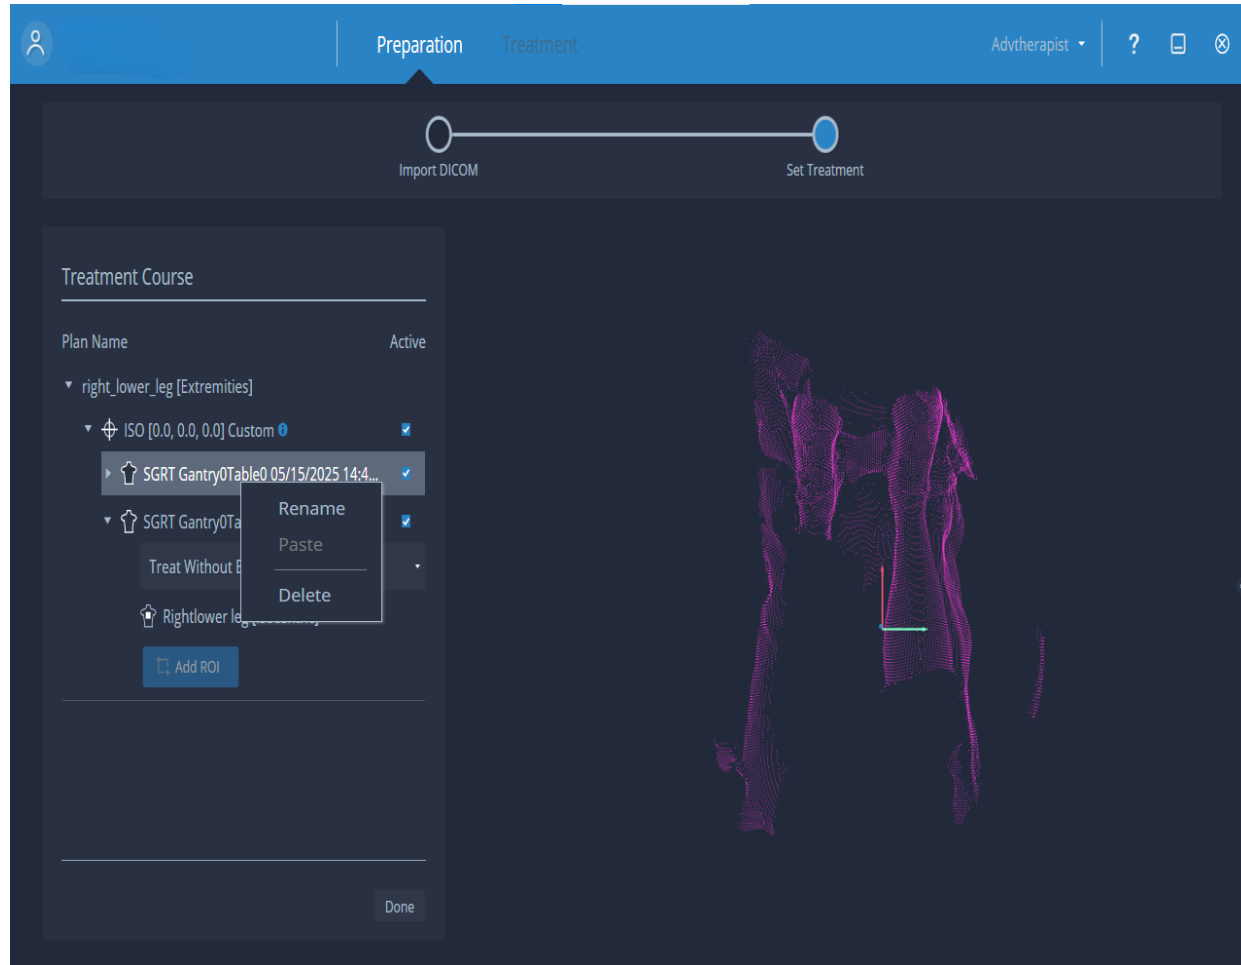 Preparation Treatment Advtherapist ?
Import DICOM Set Treatment
Treatment Course
Plan Name Active
right_lower_leg [Extremities]
ISO [0.0, 0.0, 0.0] Custom
SGRT Gantry0Table0 05/15/2025 14:4...
SGRT Gantry0Ta
Treat Without
Rightlower leg
Add ROI
Rename
Paste
Delete
Done